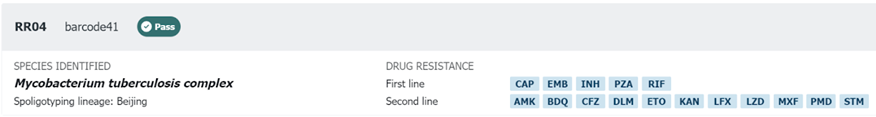 RR04 barcode41 Pass
SPECIES IDENTIFIED DRUG RESISTANCE
Mycobacterium tuberculosis complex First line CAP EMB INH PZA RIF
Spoligotyping lineage: Beijing Second line AMK BDQ CFZ DLM ETO KAN LFX LZD MXF PMD STM